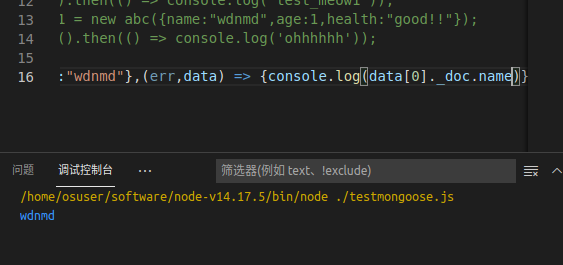 12 ).then(() => console.log('test_meow1'));
13 1 = new abc({name:"wdnmd",age:1,health:"good!!"});
14 ().then(() => console.log('ohhhhhh'));
15
16 :"wdnmd"},(err,data) => {console.log(data[0]._doc.name)}
问题 调试控制台 ··· 筛选器(例如 text、!exclude)
/home/osuser/software/node-v14.17.5/bin/node ./testmongoose.js
wdnmd